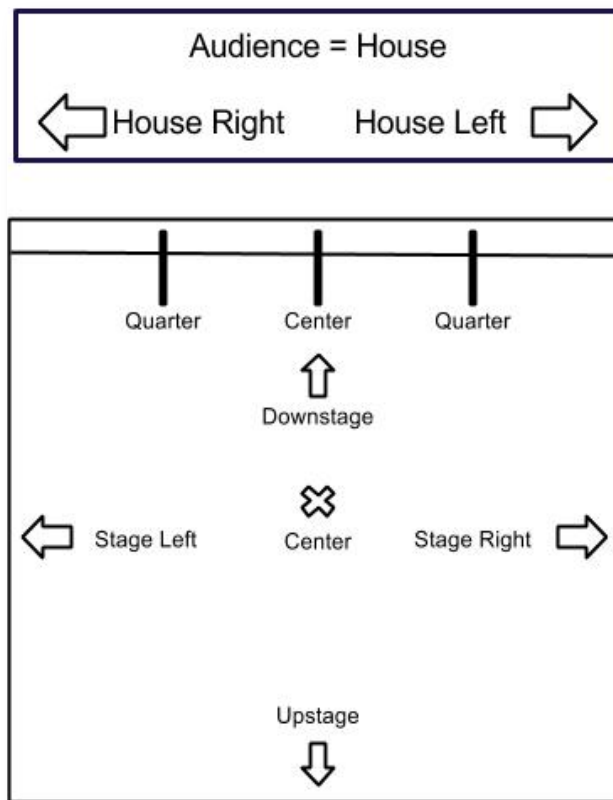 Audience = House
House Right House Left
Quarter Center Quarter
Downstage
Stage Left Center Stage Right
Upstage